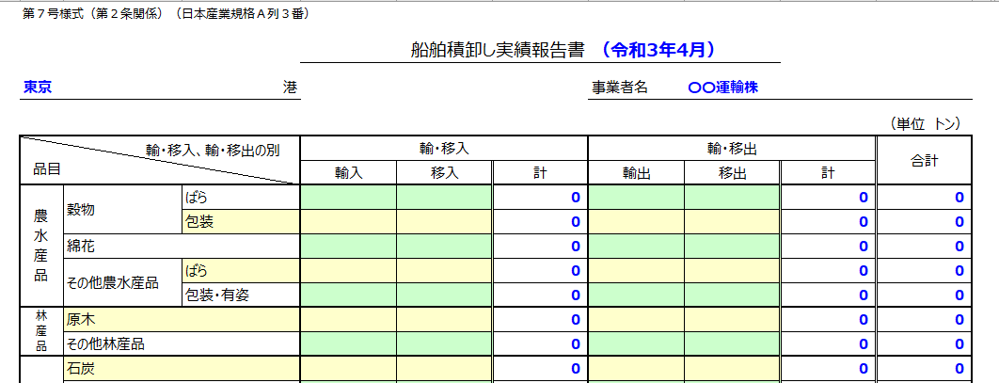 第7号様式（第２条関係）（日本産業規格Ａ列３番）
船舶積卸し実績報告書 （令和3年4月）
東京 港 事業者名 〇〇運輸株
（単位 トン）
輸・移入、輸・移出の別 輸・移入 輸・移出 合計
品目 輸入 移入 計 輸出 移出 計
農水産品 穀物 ばら 0 0 0
包装 0 0 0
綿花 0 0 0
その他農水産品 ばら 0 0 0
包装・有姿 0 0 0
林産品 原木 0 0 0
その他林産品 0 0 0
石炭 0 0 0